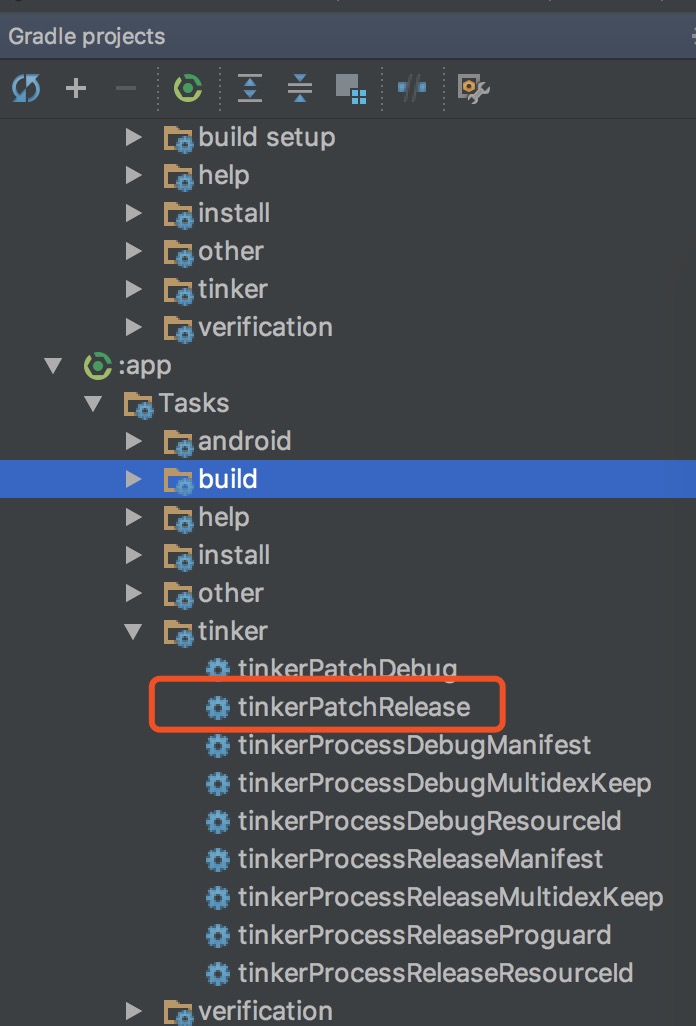 Gradle projects
build setup
help
install
other
tinker
verification
:app
Tasks
android
build
help
install
other
tinker
tinkerPatchDebug
tinkerPatchRelease
tinkerProcessDebugManifest
tinkerProcessDebugMultidexKeep
tinkerProcessDebugResourceId
tinkerProcessReleaseManifest
tinkerProcessReleaseMultidexKeep
tinkerProcessReleaseProguard
tinkerProcessReleaseResourceId
verification